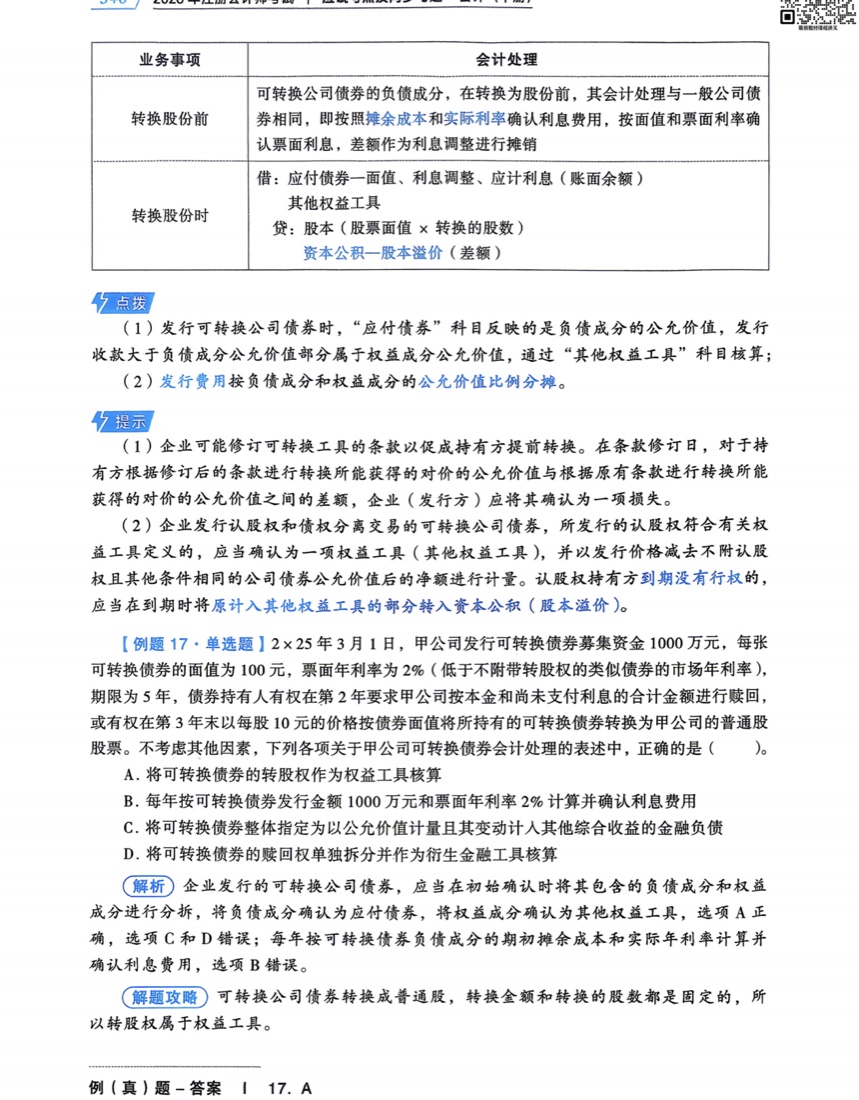 业务事项 会计处理
转换股份前
可转换公司债券的负债成分，在转换为股份前，其会计处理与一般公司债
券相同，即按照摊余成本和实际利率确认利息费用，按面值和票面利率确
认票面利息，差额作为利息调整进行摊销
转换股份时
借：应付债券—面值、利息调整、应计利息（账面余额）
其他权益工具
贷：股本（股票面值 × 转换的股数）
资本公积—股本溢价（差额）
点拨
（1）发行可转换公司债券时，“应付债券”科目反映的是负债成分的公允价值，发行
收款大于负债成分公允价值部分属于权益成分公允价值，通过“其他权益工具”科目核算；
（2）发行费用按负债成分和权益成分的公允价值比例分摊。
提示
（1）企业可能修订可转换工具的条款以促成持有方提前转换。在条款修订日，对于持
有方根据修订后的条款进行转换所能获得的对价的公允价值与根据原有条款进行转换所能
获得的对价的公允价值之间的差额，企业（发行方）应将其确认为一项损失。
（2）企业发行认股权和债权分离交易的可转换公司债券，所发行的认股权符合有关权
益工具定义的，应当确认为一项权益工具（其他权益工具），并以发行价格减去不附认股
权且其他条件相同的公司债券公允价值后的净额进行计量。认股权持有方到期没有行权的，
应当在到期时将原计入其他权益工具的部分转入资本公积（股本溢价）。
【例题 17·单选题】2×25 年 3 月 1 日，甲公司发行可转换债券募集资金 1000 万元，每张
可转换债券的面值为 100 元，票面年利率为 2%（低于不附带转股权的类似债券的市场年利率），
期限为 5 年，债券持有人有权在第 2 年要求甲公司按本金和尚未支付利息的合计金额进行赎回，
或有权在第 3 年末以每股 10 元的价格按债券面值将所持有的可转换债券转换为甲公司的普通股
股票。不考虑其他因素，下列各项关于甲公司可转换债券会计处理的表述中，正确的是（ ）。
A. 将可转换债券的转股权作为权益工具核算
B. 每年按可转换债券发行金额 1000 万元和票面年利率 2% 计算并确认利息费用
C. 将可转换债券整体指定为以公允价值计量且其变动计入其他综合收益的金融负债
D. 将可转换债券的赎回权单独拆分并作为衍生金融工具核算
解析 企业发行的可转换公司债券，应当在初始确认时将其包含的负债成分和权益
成分进行分拆，将负债成分确认为应付债券，将权益成分确认为其他权益工具，选项 A 正
确，选项 C 和 D 错误；每年按可转换债券负债成分的期初摊余成本和实际年利率计算并
确认利息费用，选项 B 错误。
解题攻略 可转换公司债券转换成普通股，转换金额和转换的股数都是固定的，所
以转股权属于权益工具。
例（真）题－答案 | 17. A